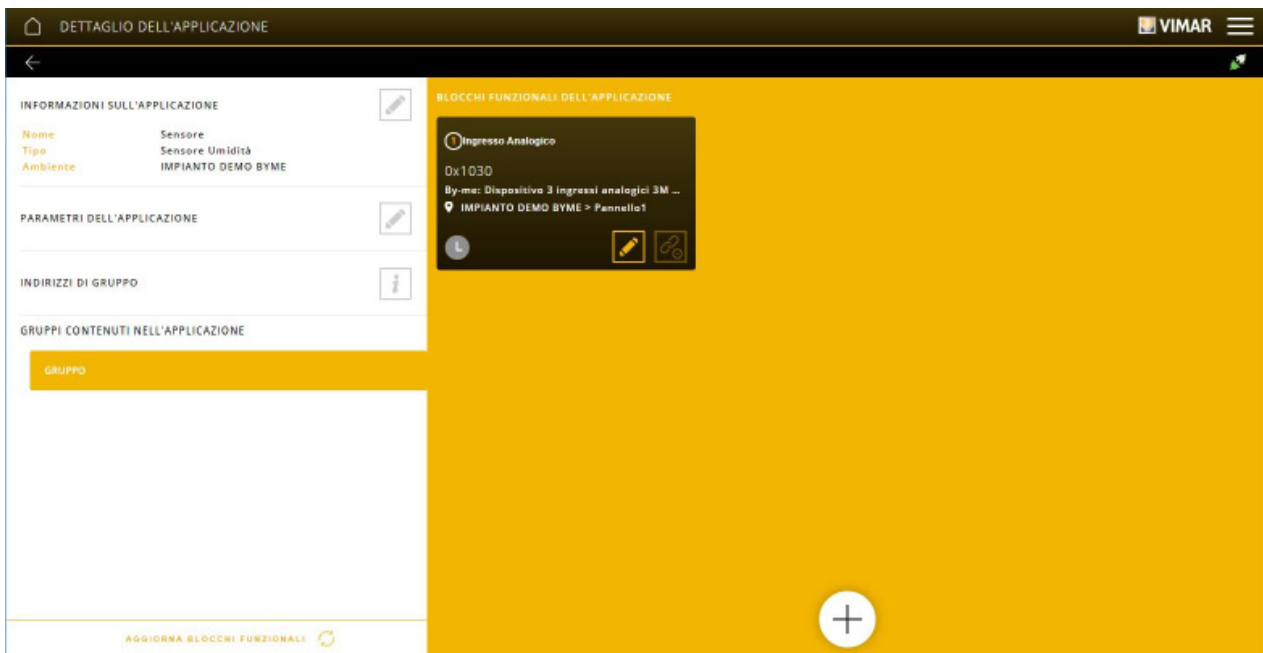 DETTAGLIO DELL'APPLICAZIONE
VIMAR
INFORMAZIONI SULL'APPLICAZIONE
Nome Sensore
Tipo Sensore Umidità
Ambiente IMPIANTO DEMO BYME
PARAMETRI DELL'APPLICAZIONE
INDIRIZZI DI GRUPPO
i
GRUPPI CONTENUTI NELL'APPLICAZIONE
GRUPPO
AGGIORNA BLOCCHI FUNZIONALI
BLOCCHI FUNZIONALI DELL'APPLICAZIONE
1 Ingresso Analogico
0x1030
By-me: Dispositivo 3 ingressi analogici 3M ...
IMPIANTO DEMO BYME > Pannello1
L